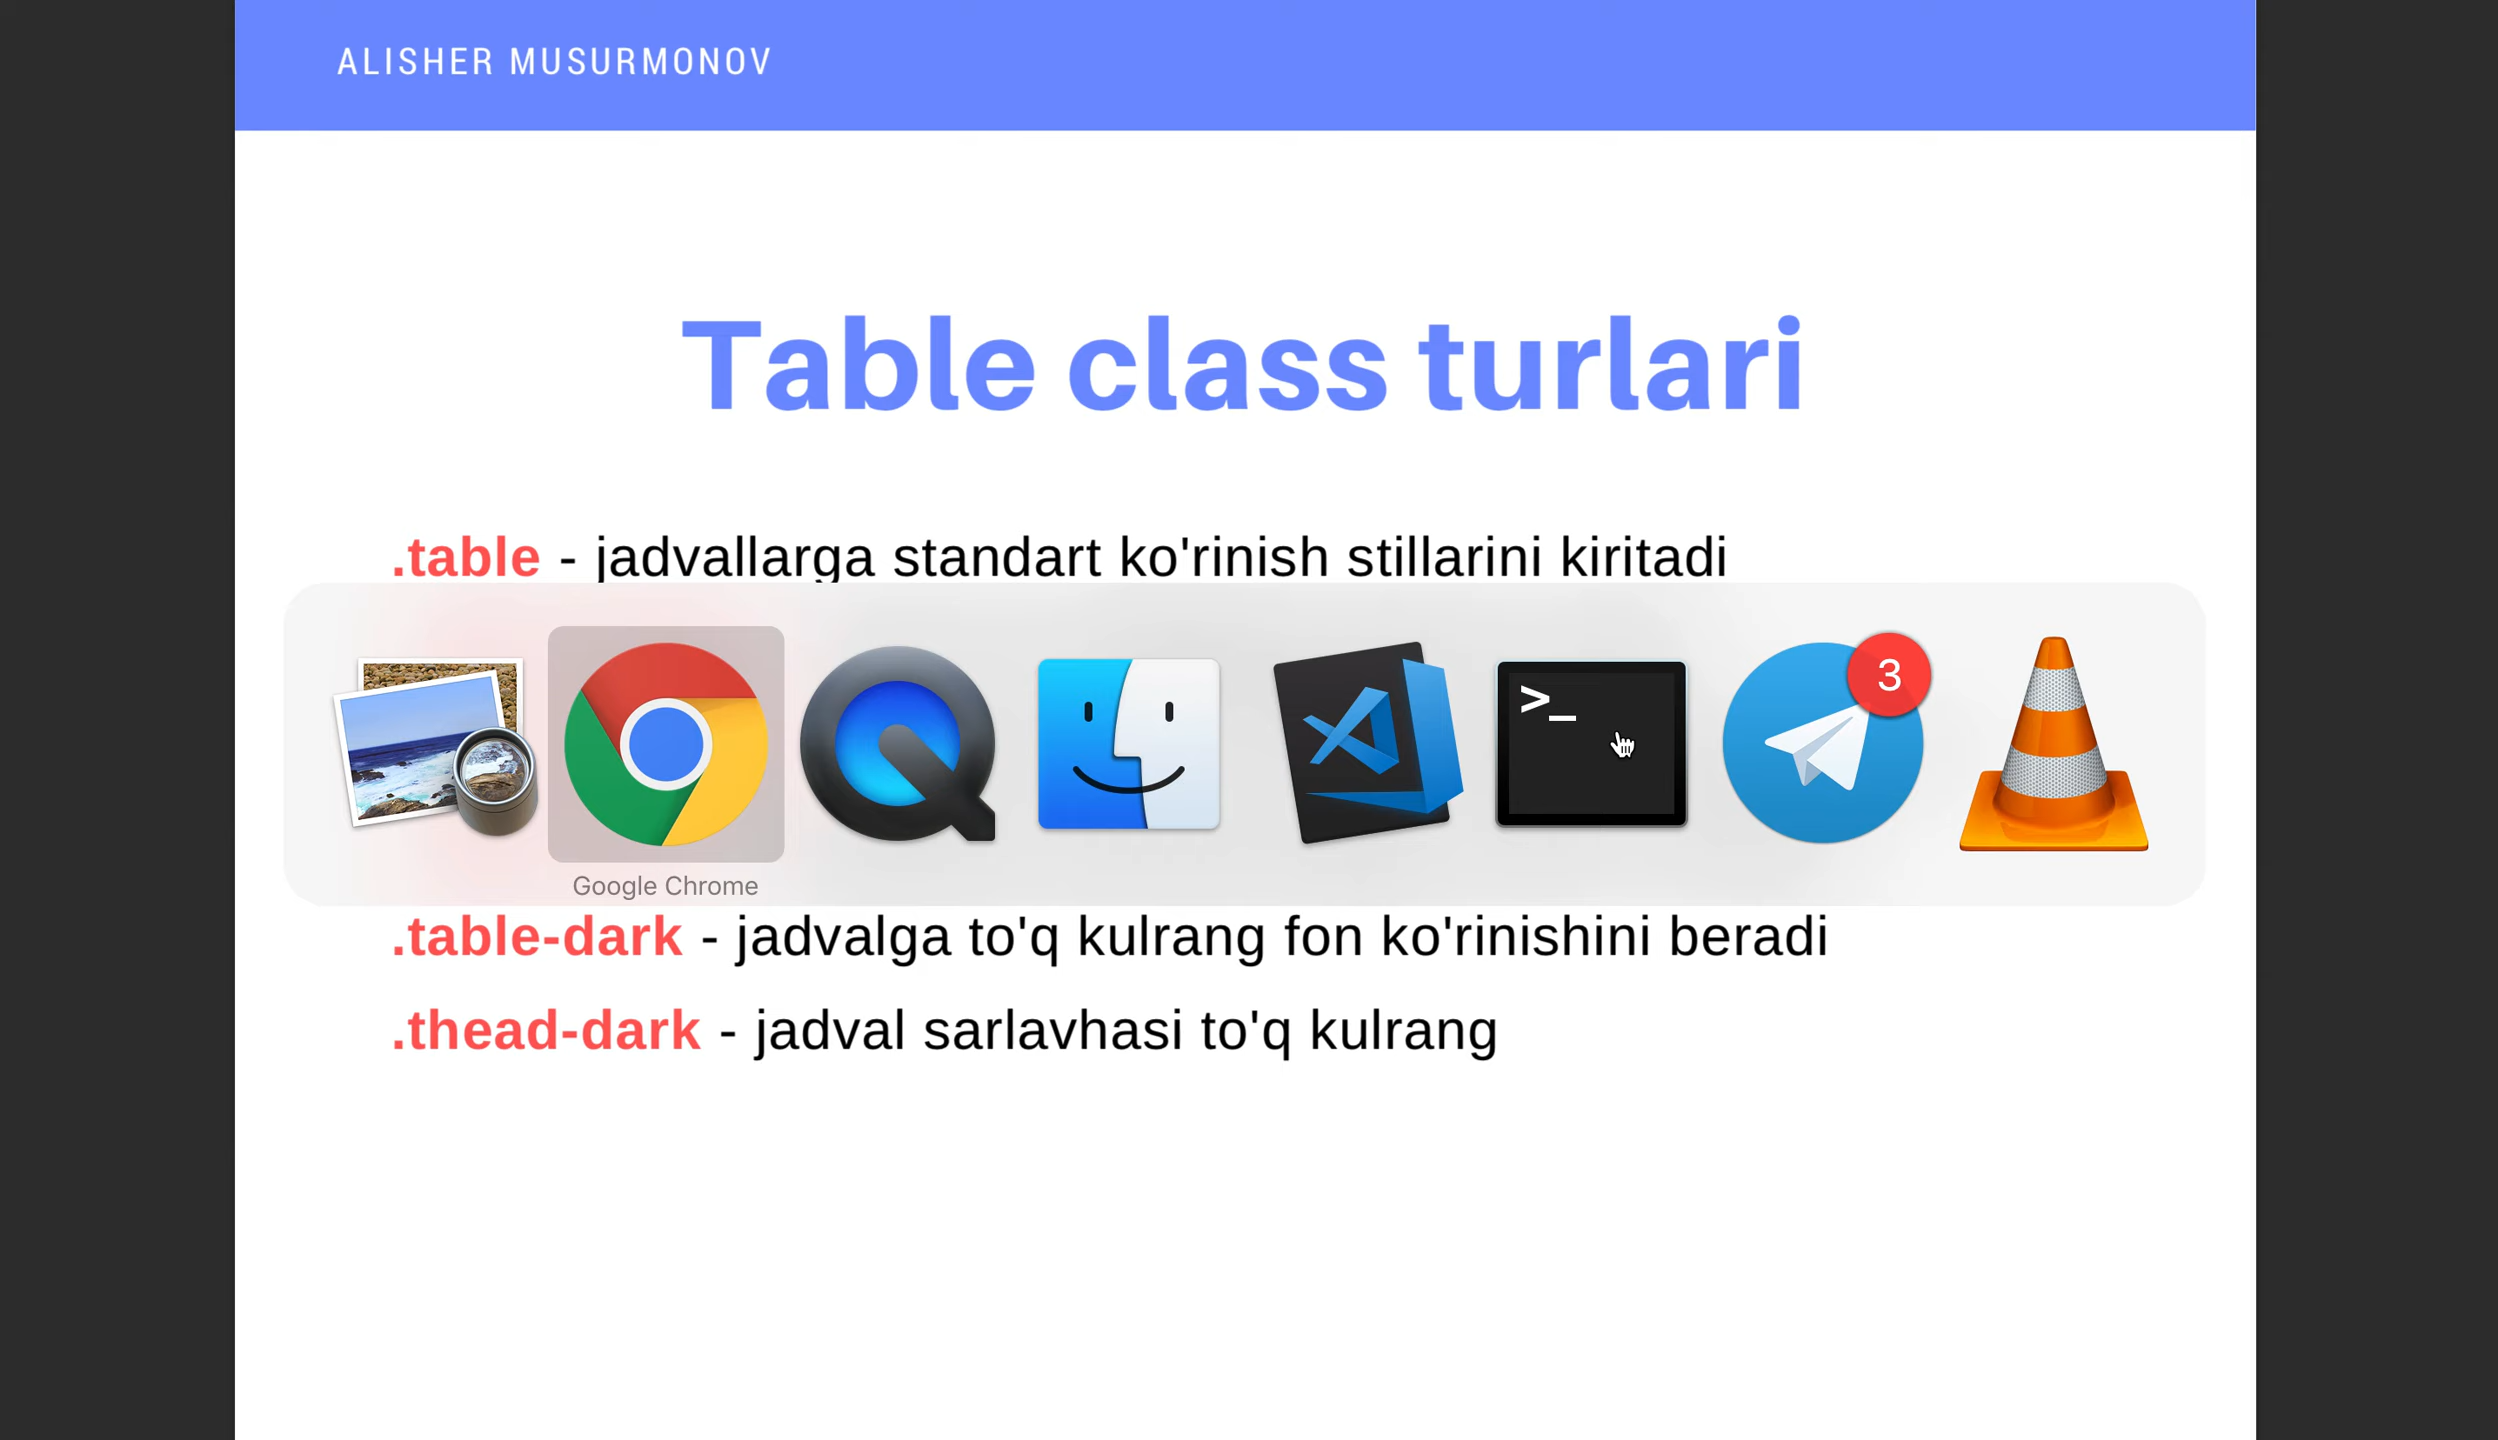 ALISHER MUSURMONOV
Table class turlari
.table - jadvallarga standart ko'rinish stillarini kiritadi
>_
3
Google Chrome
.table-dark - jadvalga to'q kulrang fon ko'rinishini beradi
.thead-dark - jadval sarlavhasi to'q kulrang